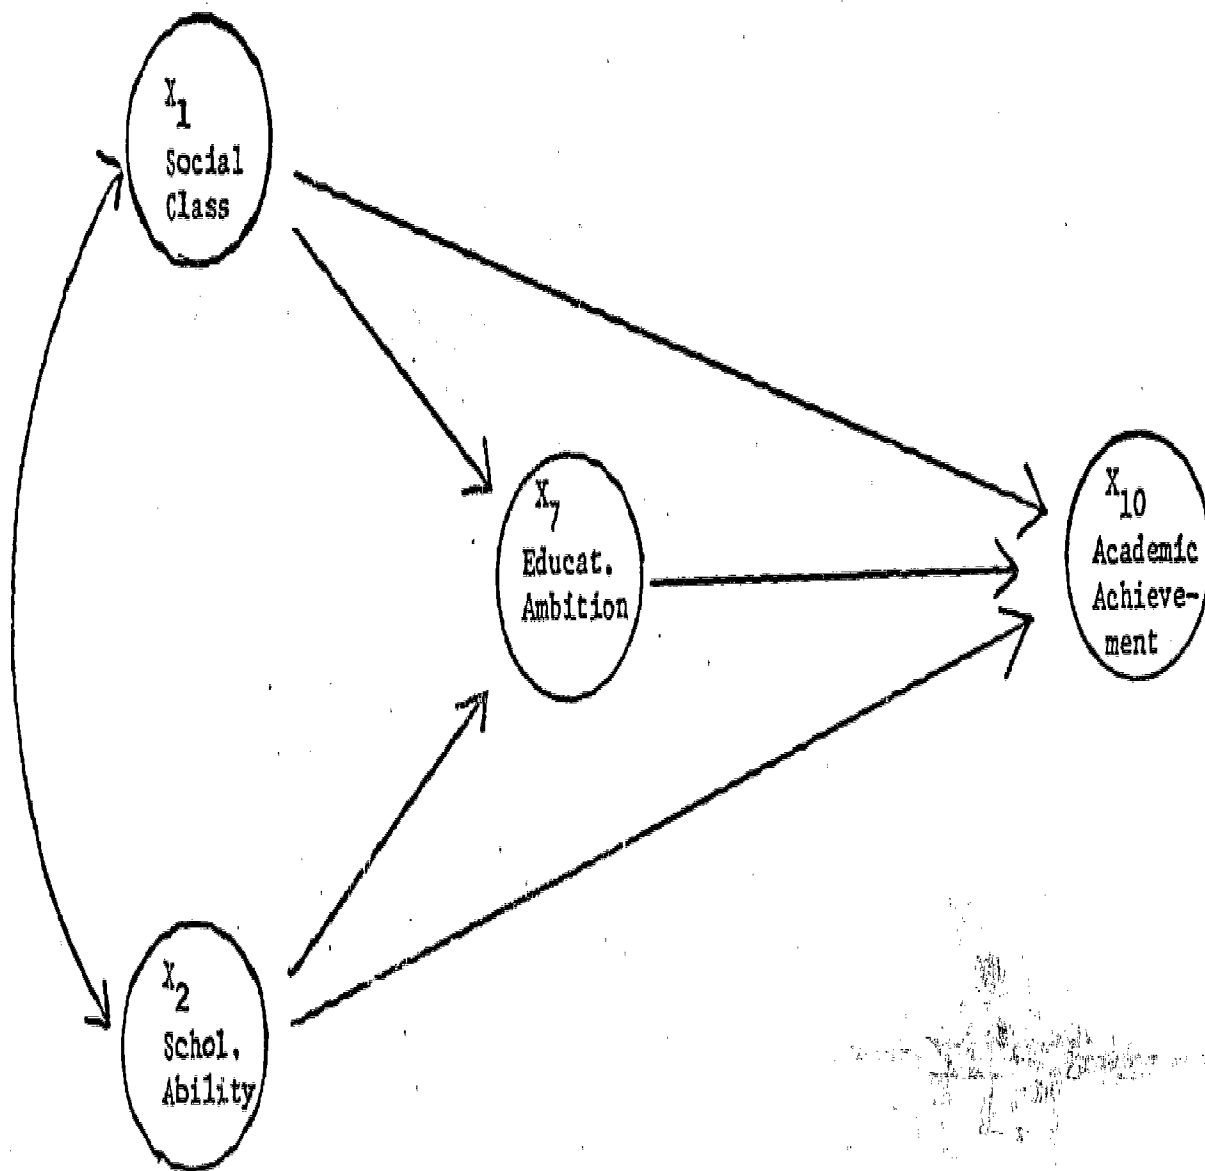 X1
Social
Class
X7
Educat.
Ambition
X10
Academic
Achieve-
ment
X2
Schol.
Ability